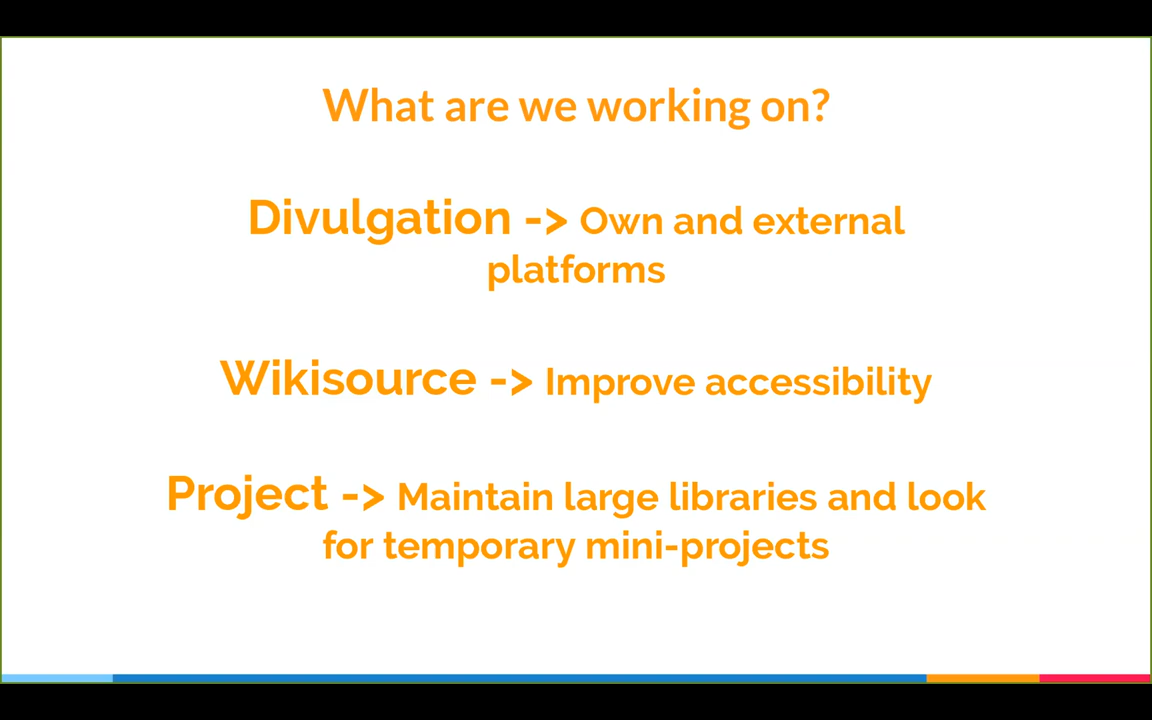 What are we working on?
Divulgation -> Own and external
platforms
Wikisource -> Improve accessibility
Project -> Maintain large libraries and look
for temporary mini-projects